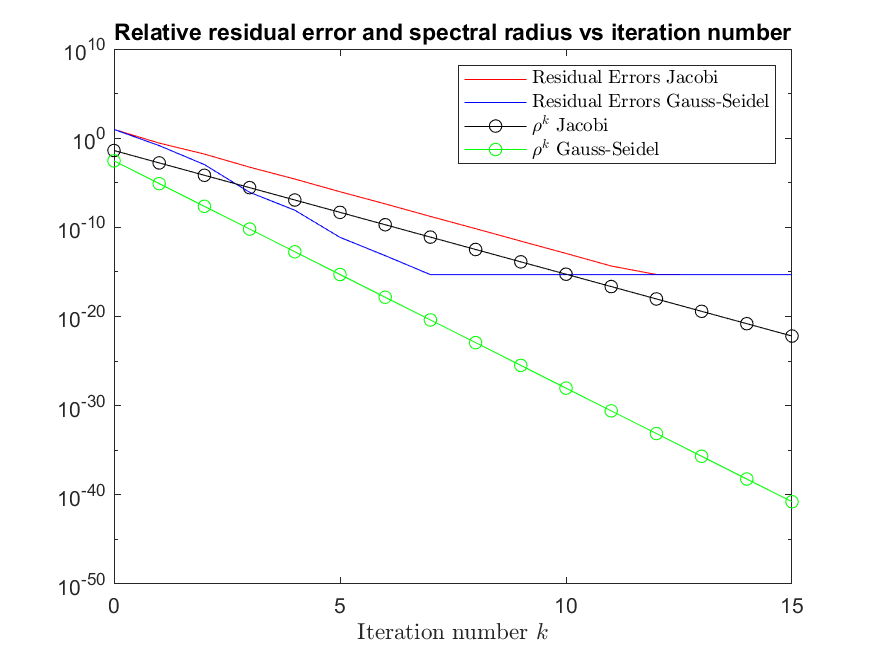 Relative residual error and spectral radius vs iteration number
10^10
10^0
10^-10
10^-20
10^-30
10^-40
10^-50
Residual Errors Jacobi
Residual Errors Gauss-Seidel
ρ^k Jacobi
ρ^k Gauss-Seidel
0 5 10 15
Iteration number k